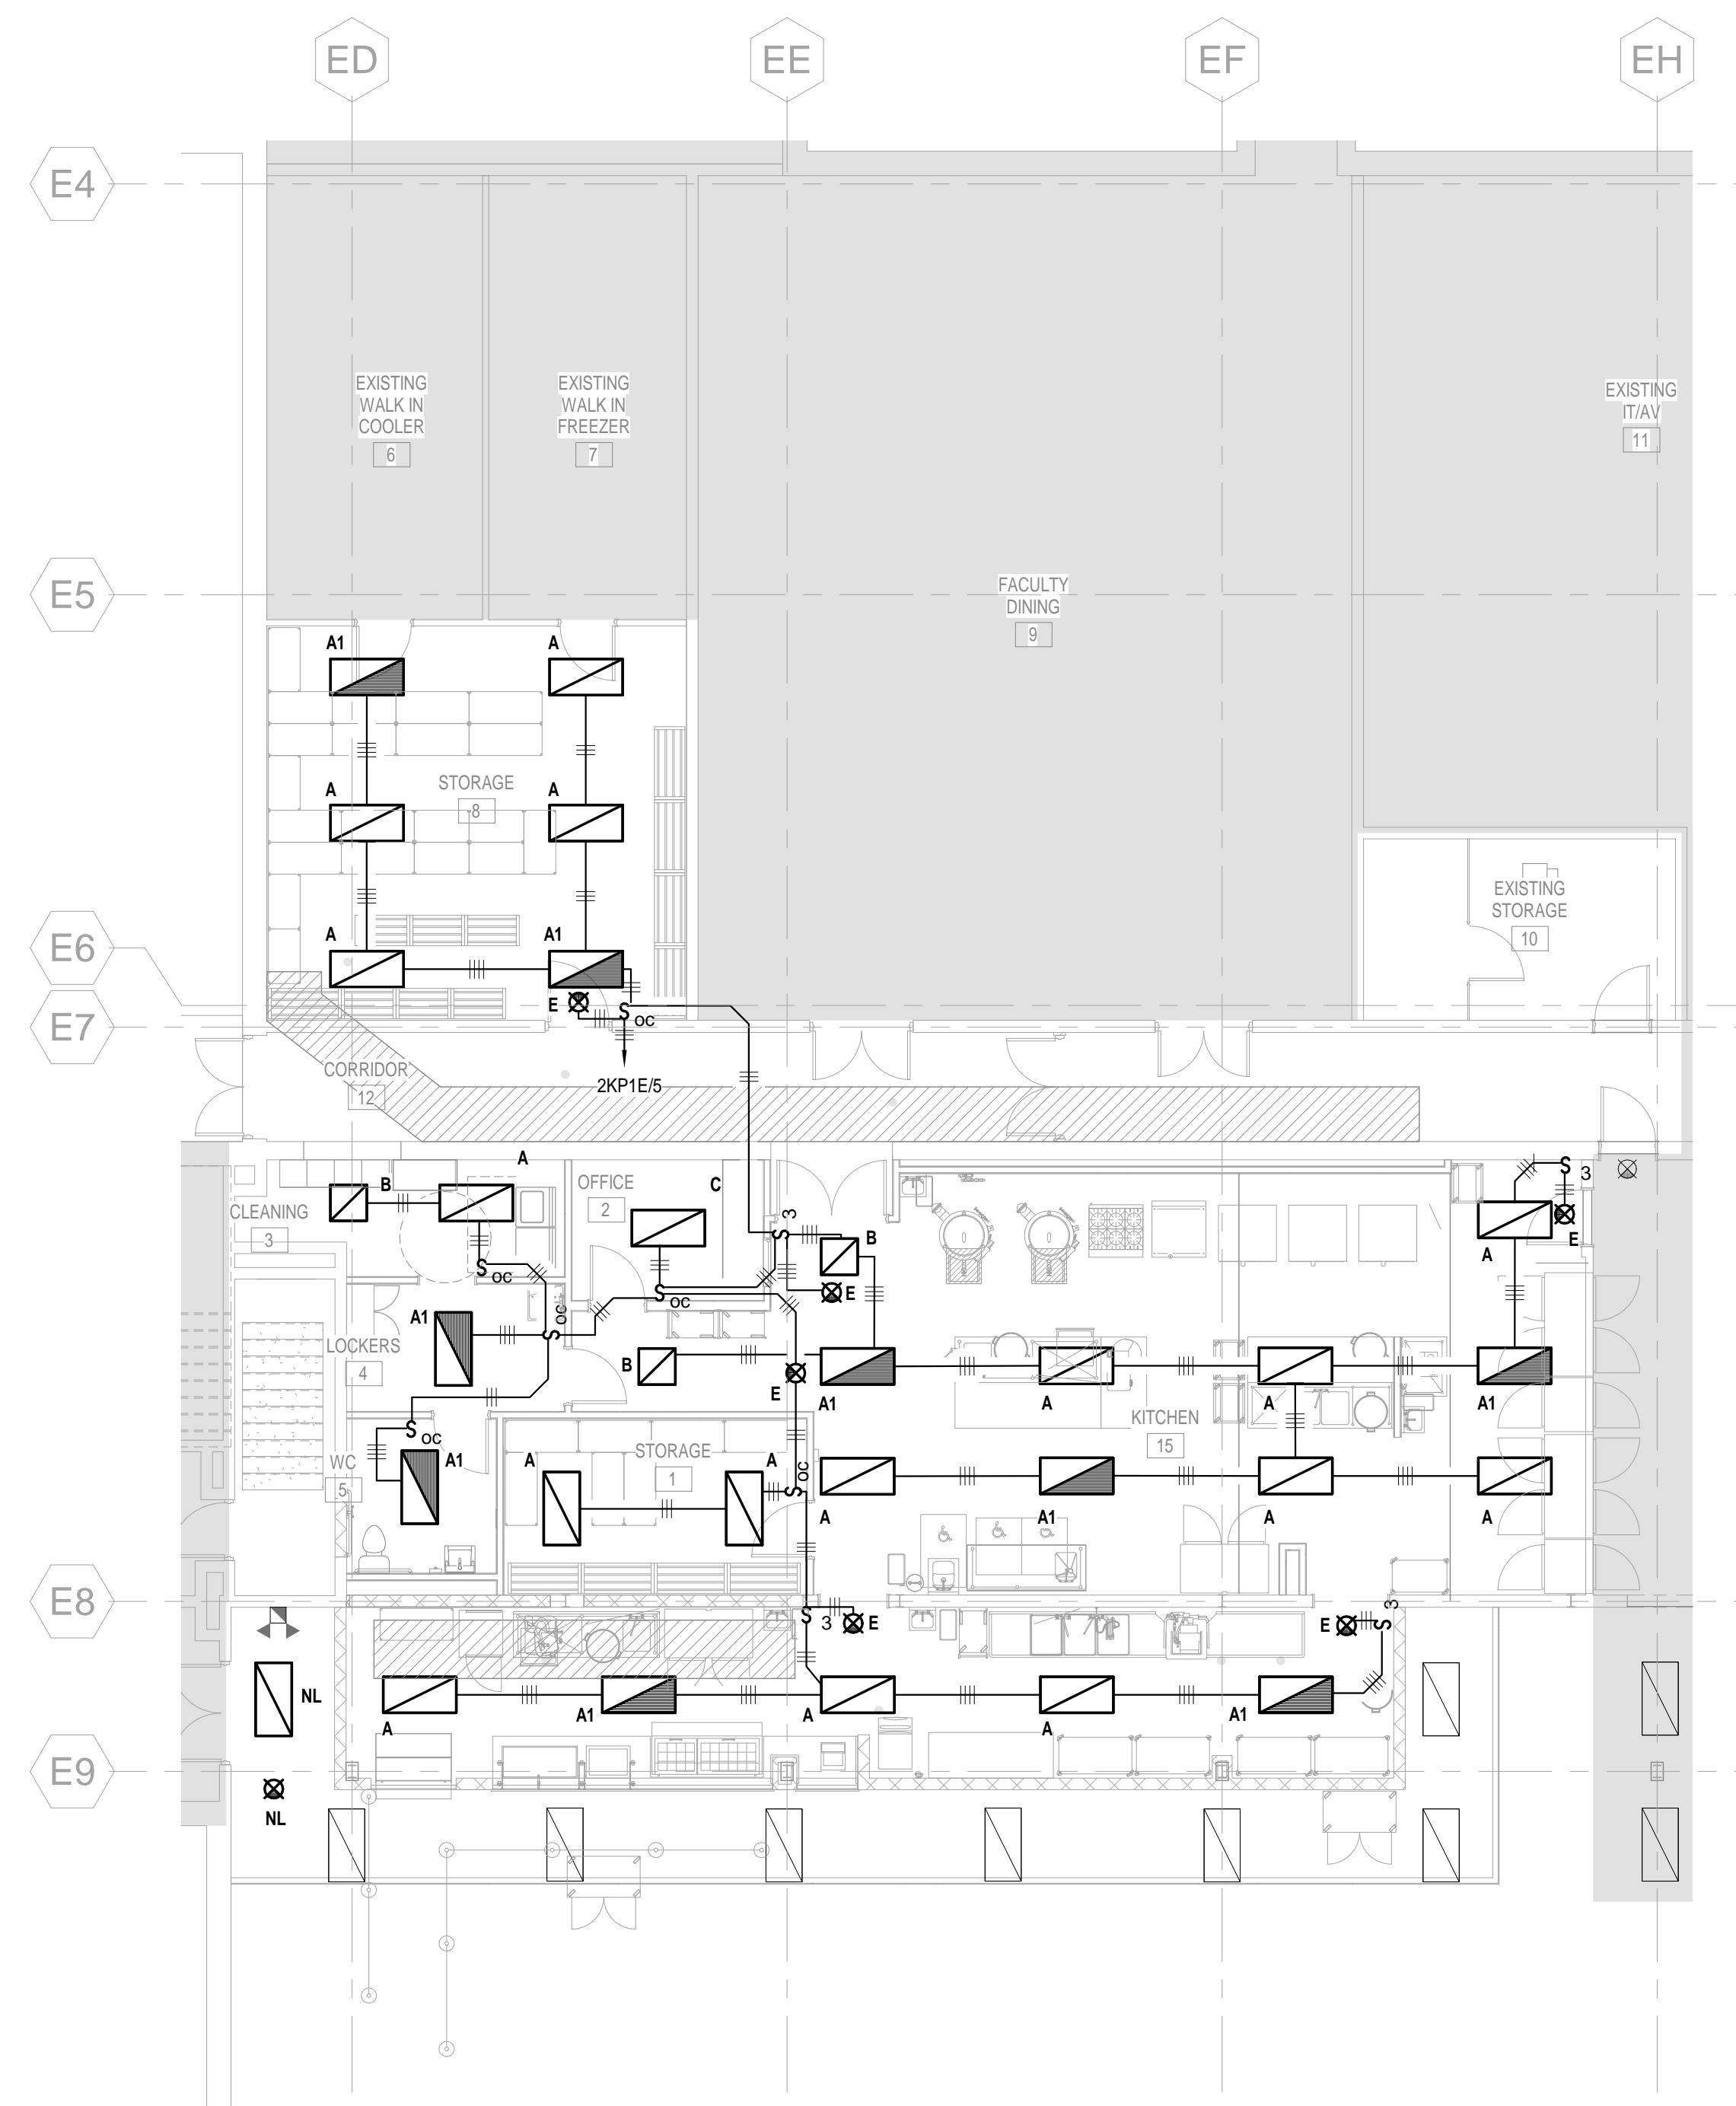 ED
EE
EF
EH
E4
EXISTING
WALK IN
COOLER
6
EXISTING
WALK IN
FREEZER
7
EXISTING
IT/AV
11
E5
FACULTY
DINING
9
A1
A
STORAGE
8
A
A
EXISTING
STORAGE
10
E6
A
A1
E
S
OC
E7
CORRIDOR
12
2KP1E/5
A
B
OFFICE
2
C
S
3
CLEANING
3
A
E
S
3
B
S
OC
E
S
OC
A1
S
OC
LOCKERS
4
B
E
A1
A
A
A1
KITCHEN
15
S
OC
A1
STORAGE
1
A
A
S
OC
WC
5
A
A1
A
A
E8
S
3
E
E
S
3
NL
A
A1
A
A
A1
E9
NL